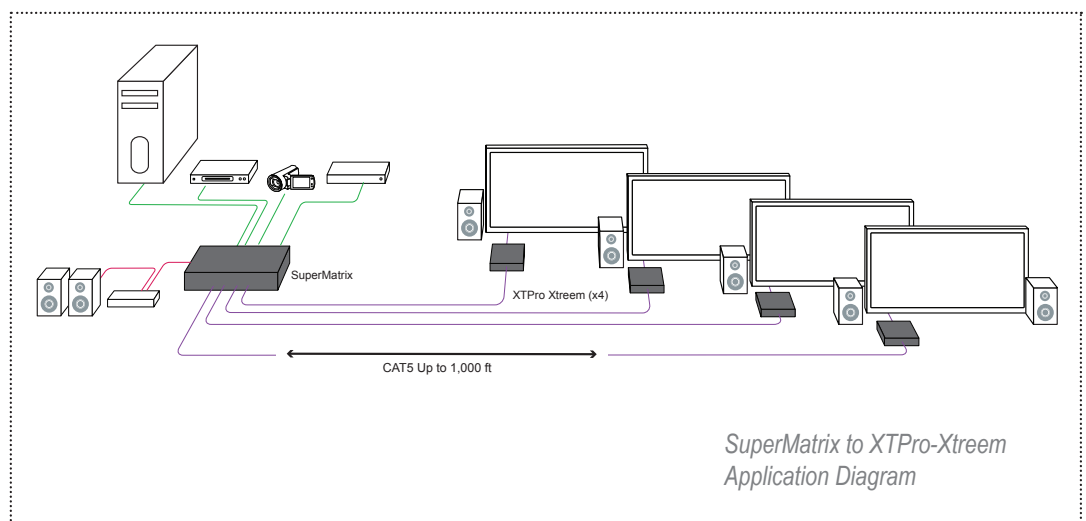 SuperMatrix
XTPro Xtreem (x4)
CAT5 Up to 1,000 ft
SuperMatrix to XTPro-Xtreem
Application Diagram